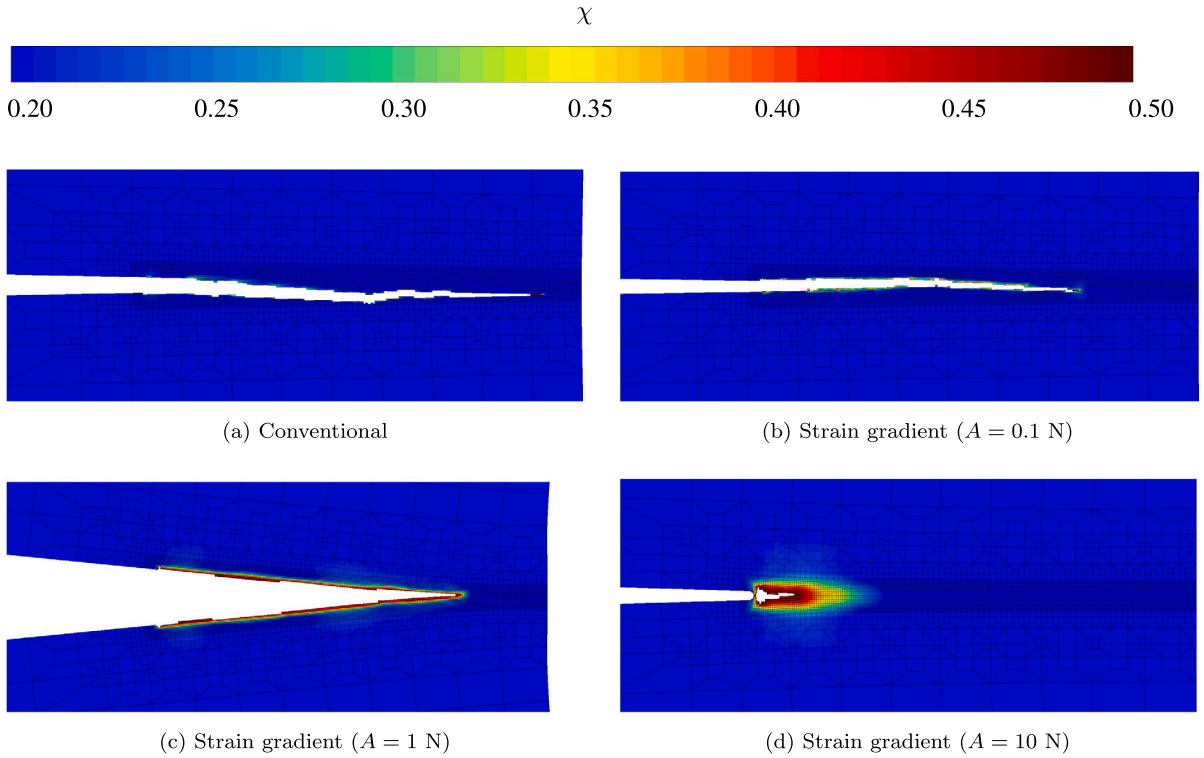 χ
0.20 0.25 0.30 0.35 0.40 0.45 0.50
(a) Conventional
(b) Strain gradient (A = 0.1 N)
(c) Strain gradient (A = 1 N)
(d) Strain gradient (A = 10 N)